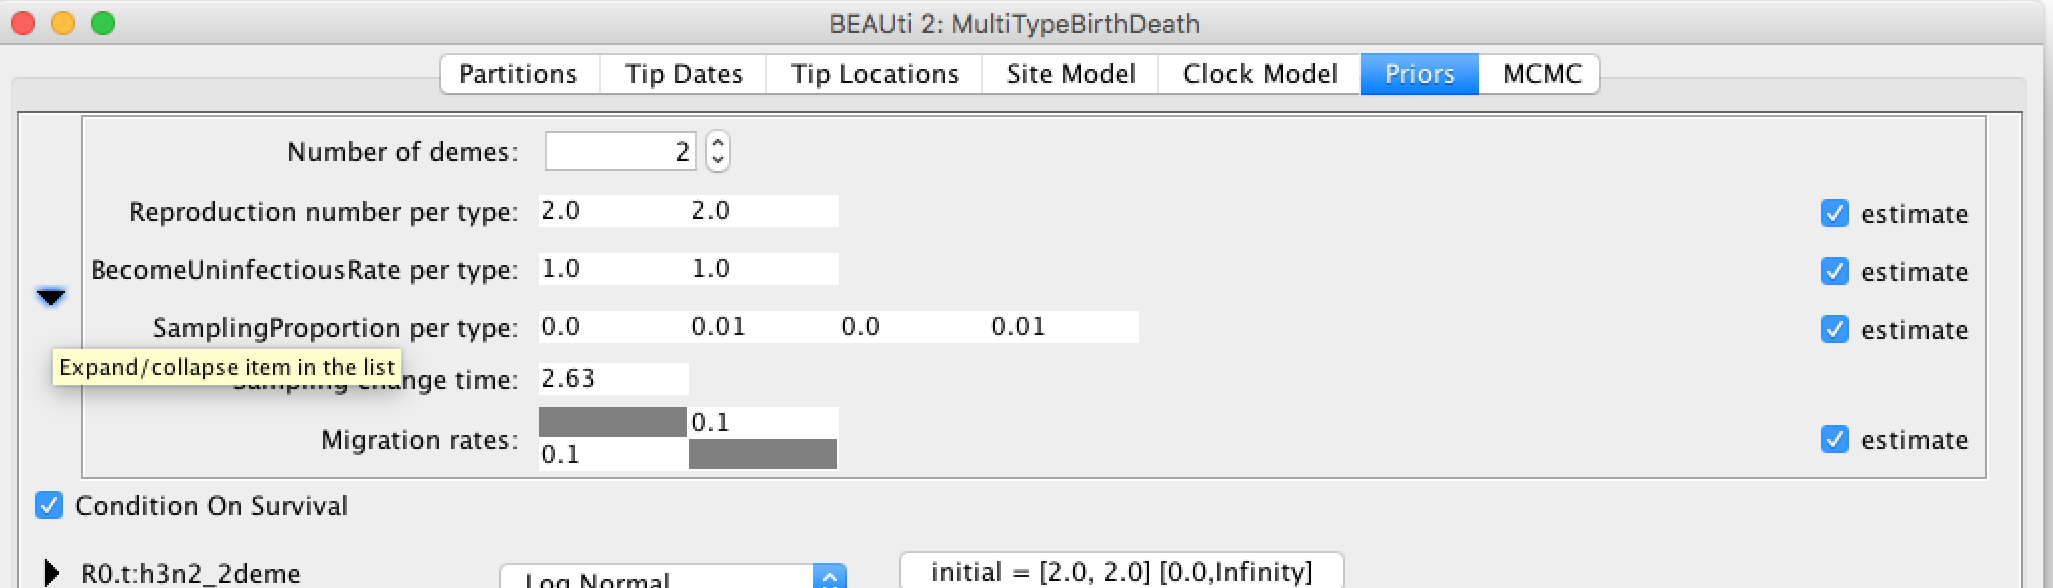 BEAUti 2: MultiTypeBirthDeath
Partitions Tip Dates Tip Locations Site Model Clock Model Priors MCMC
Number of demes: 2
Reproduction number per type: 2.0 2.0 estimate
BecomeUninfectiousRate per type: 1.0 1.0 estimate
SamplingProportion per type: 0.0 0.01 0.0 0.01 estimate
Expand/collapse item in the list
Sampling change time: 2.63
Migration rates: 0.1 estimate
0.1
Condition On Survival
R0.t:h3n2_2deme Log Normal initial = [2.0, 2.0] [0.0,Infinity]